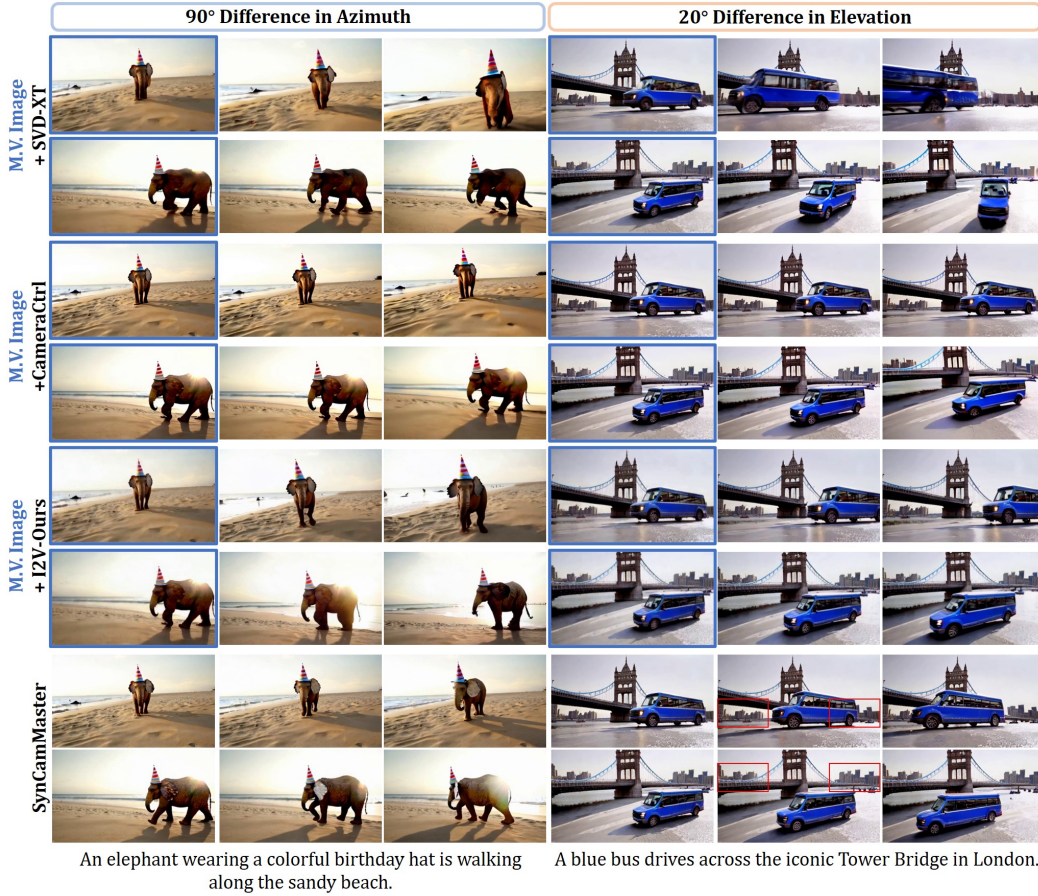 90° Difference in Azimuth
20° Difference in Elevation
M.V. Image
+ SVD-XT
M.V. Image
+CameraCtrl
M.V. Image
+ I2V-Ours
SynCamMaster
An elephant wearing a colorful birthday hat is walking
along the sandy beach.
A blue bus drives across the iconic Tower Bridge in London.